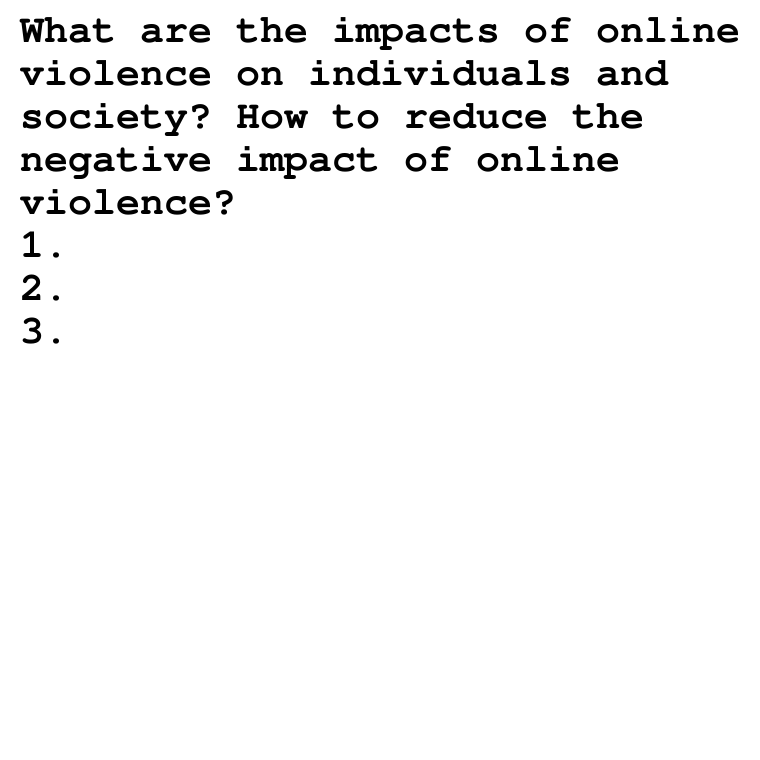 What are the impacts of online
violence on individuals and
society? How to reduce the
negative impact of online
violence?
1.
2.
3.